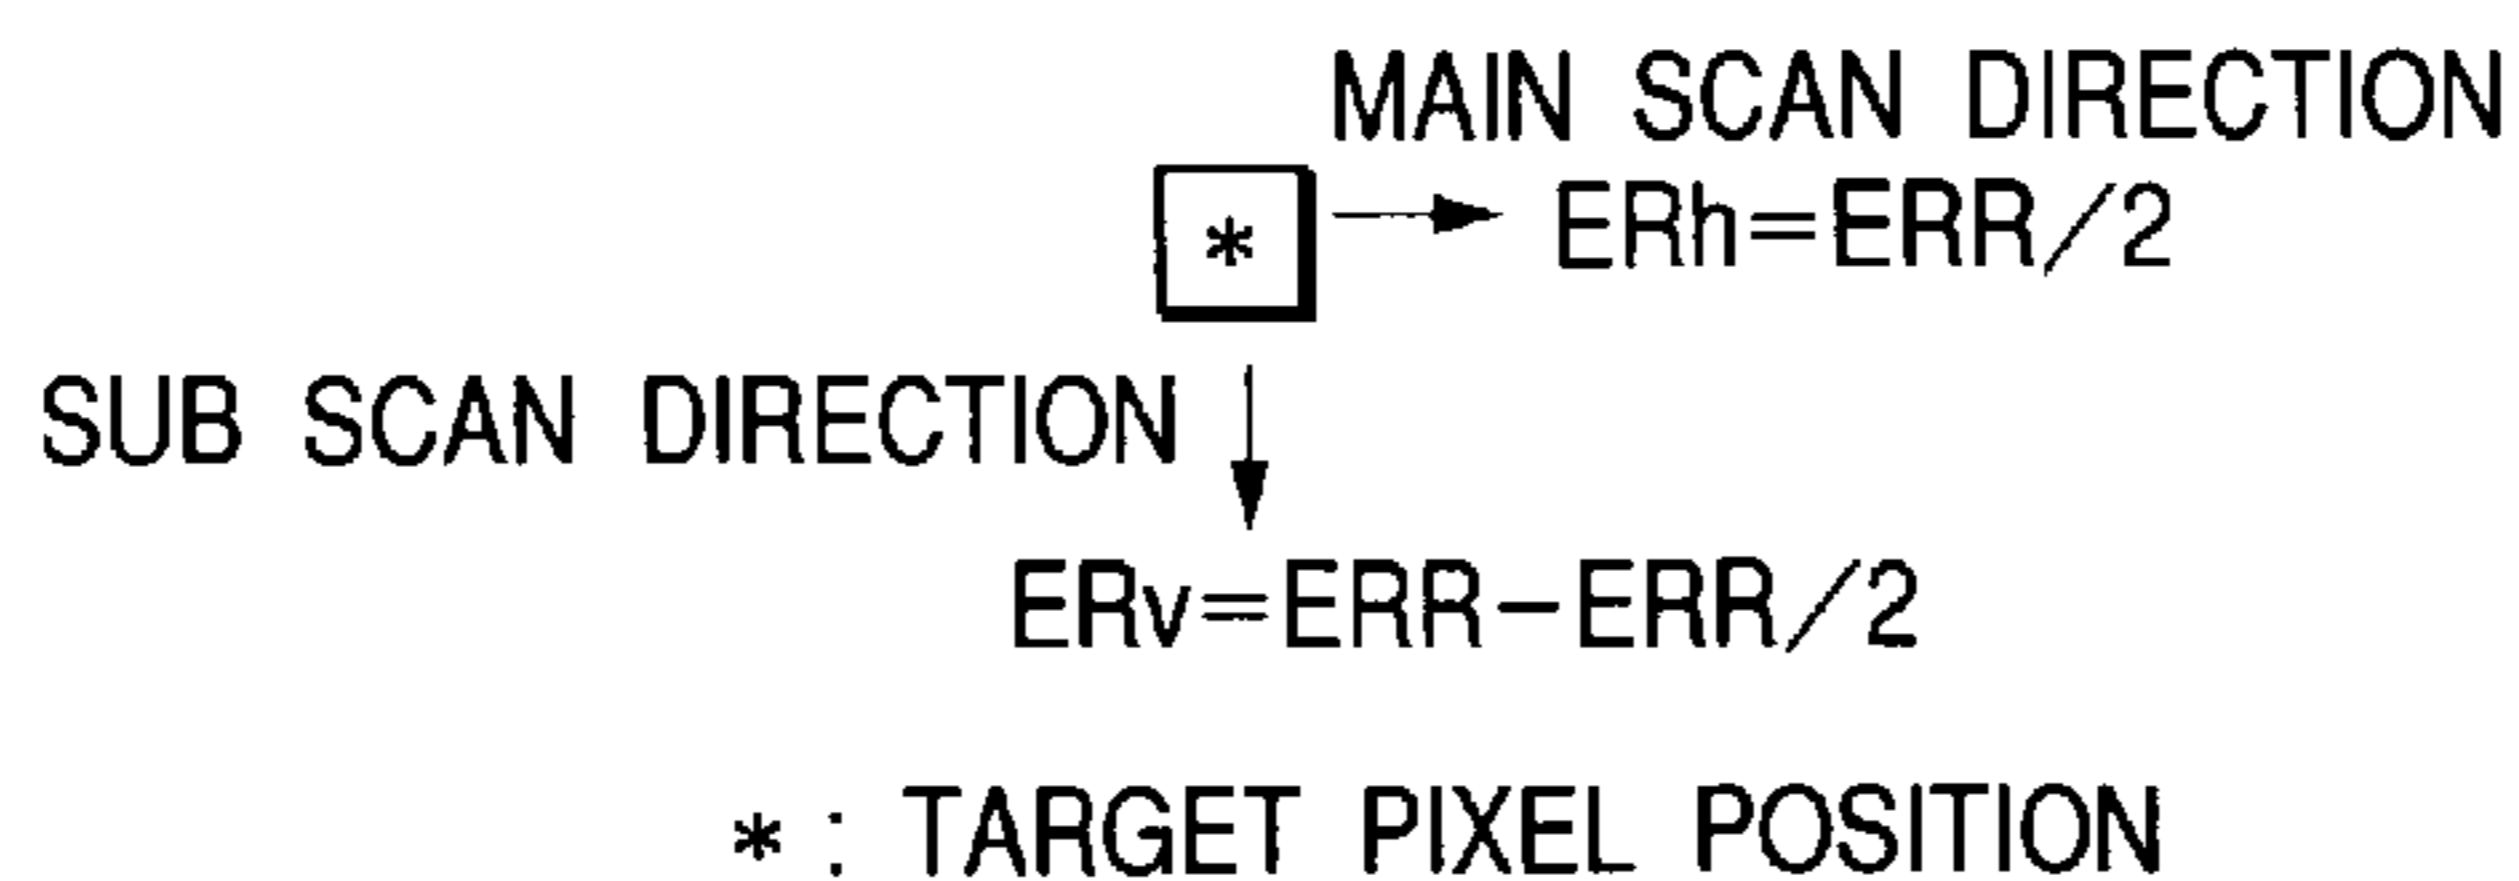 MAIN SCAN DIRECTION
* ERh=ERR/2
SUB SCAN DIRECTION
ERv=ERR-ERR/2
*: TARGET PIXEL POSITION